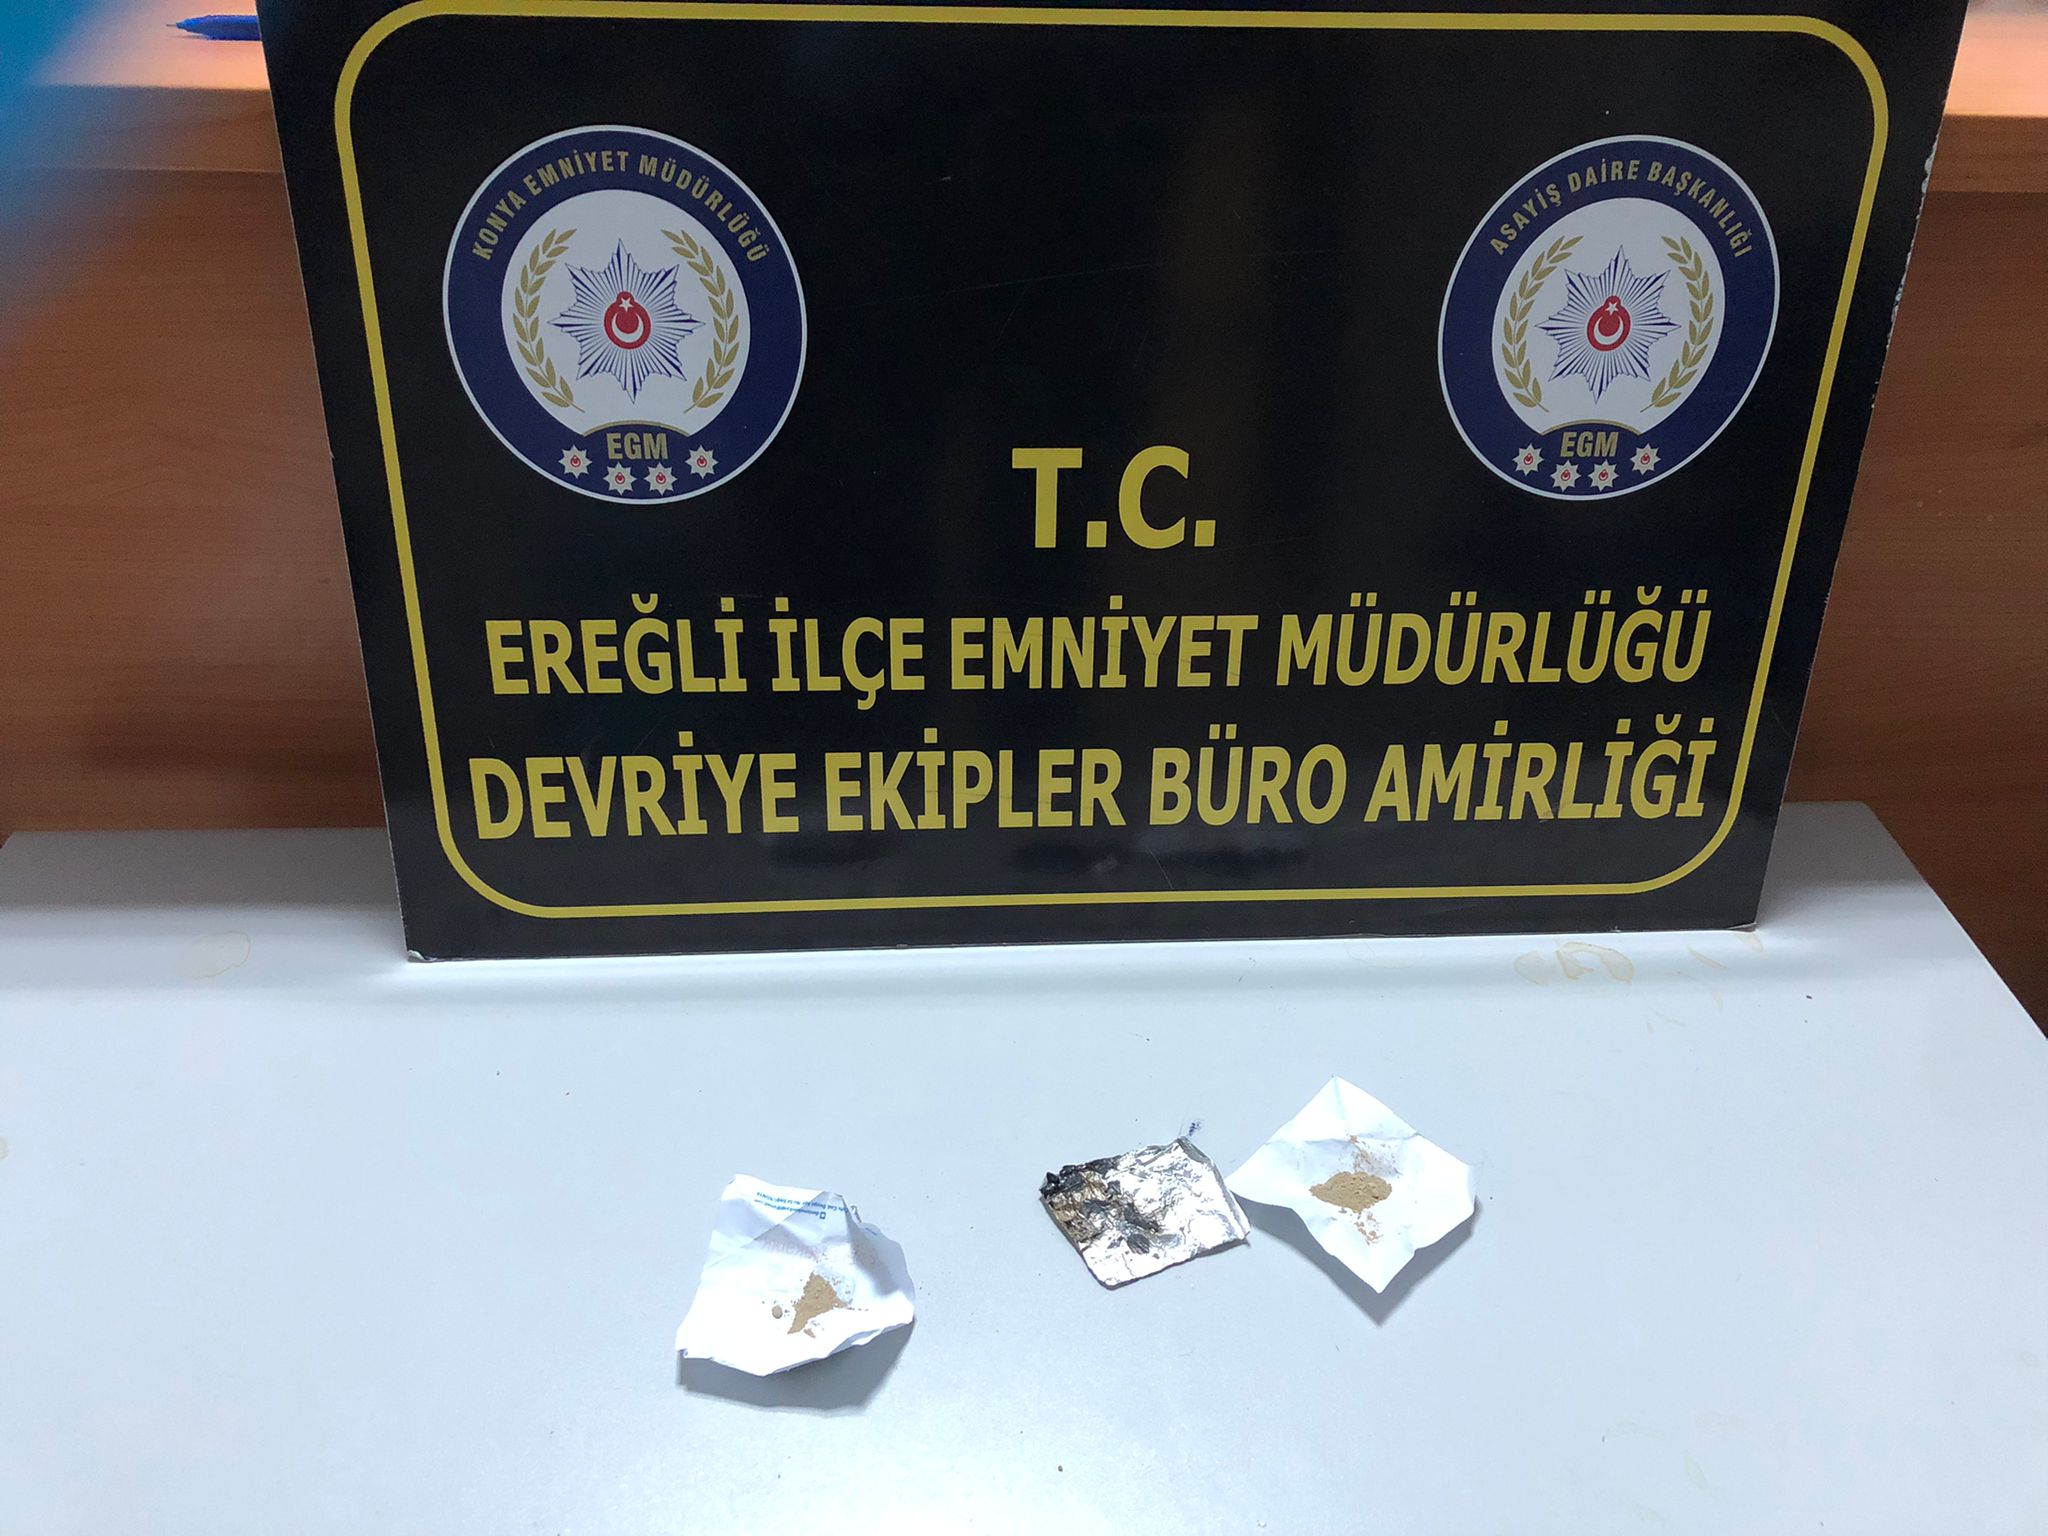 KONYA EMNİYET MÜDÜRLÜĞÜ
EGM
ASAYİŞ DAİRE BAŞKANLIĞI
EGM
T.C.
EREĞLİ İLÇE EMNİYET MÜDÜRLÜĞÜ
DEVRİYE EKİPLER BÜRO AMİRLİĞİ